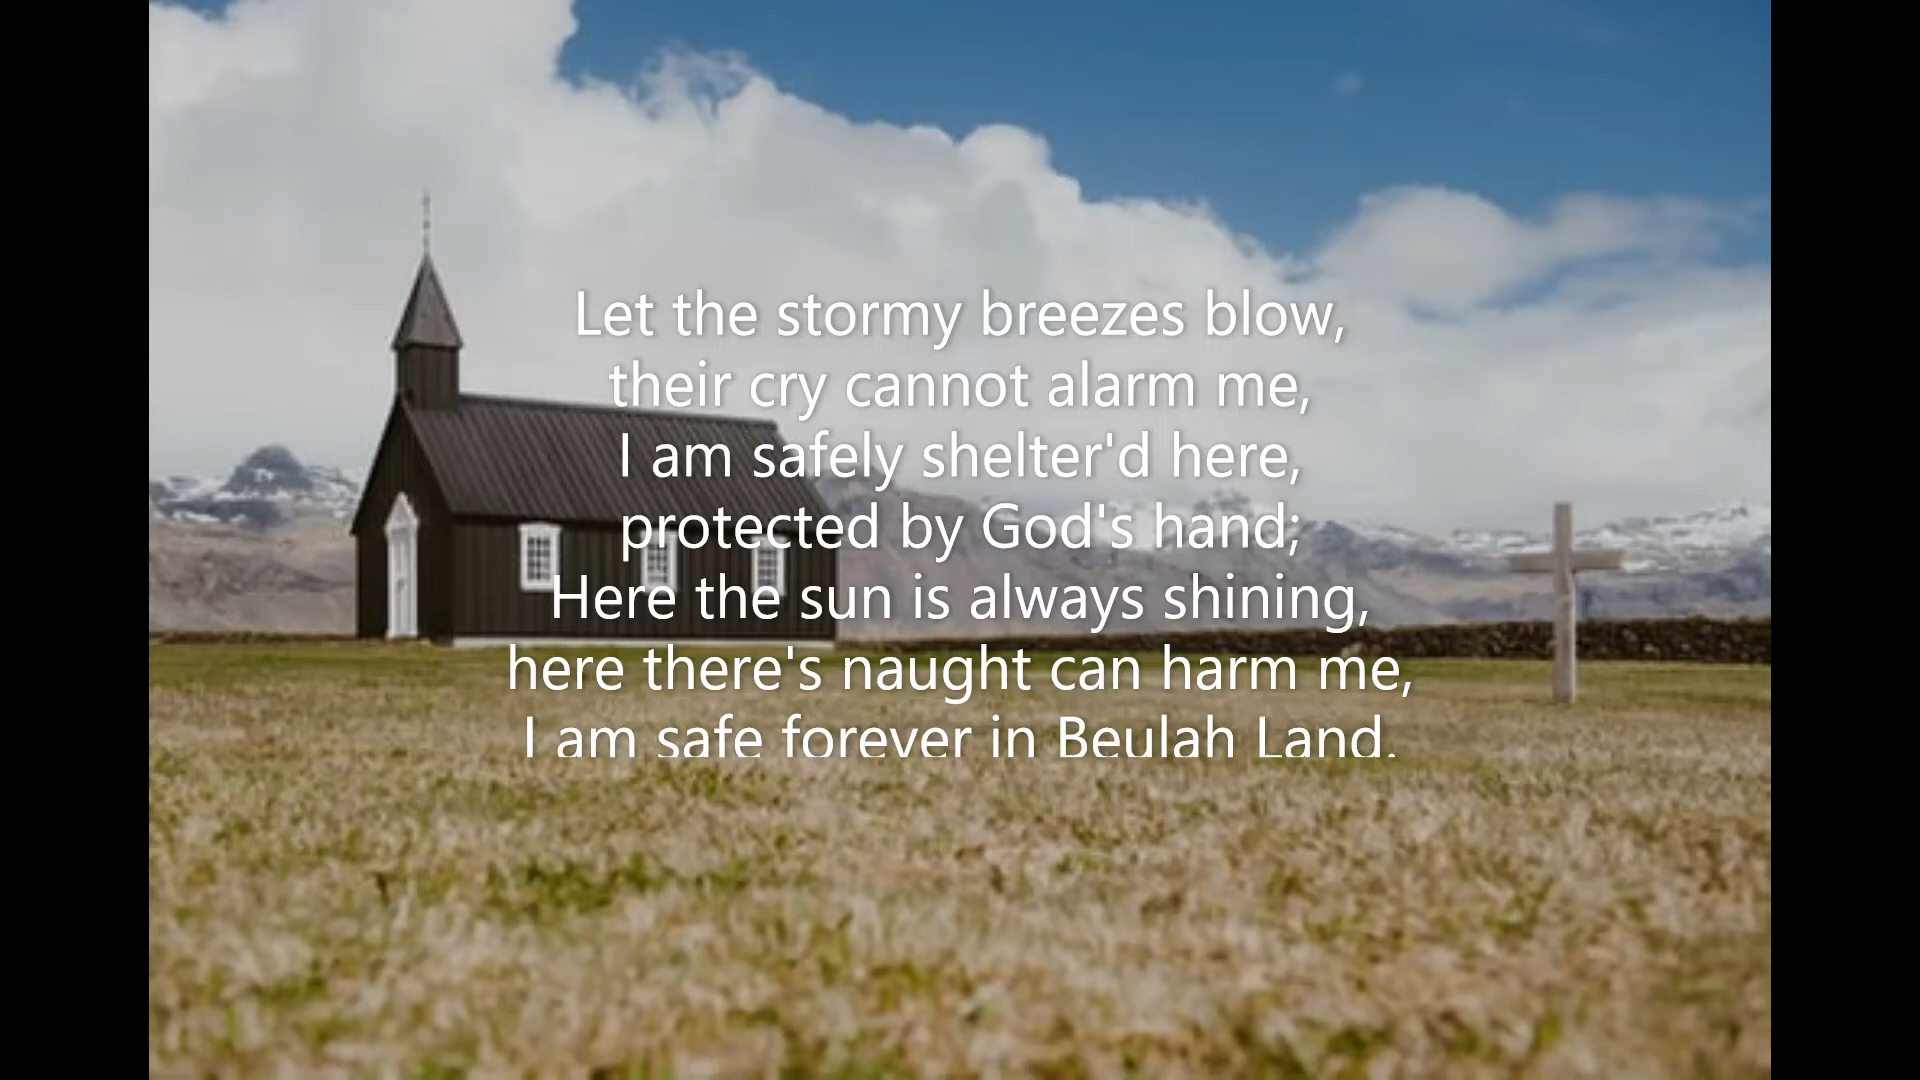 Let the stormy breezes blow,
their cry cannot alarm me,
I am safely shelter'd here,
protected by God's hand;
Here the sun is always shining,
here there's naught can harm me,
I am safe forever in Beulah Land.